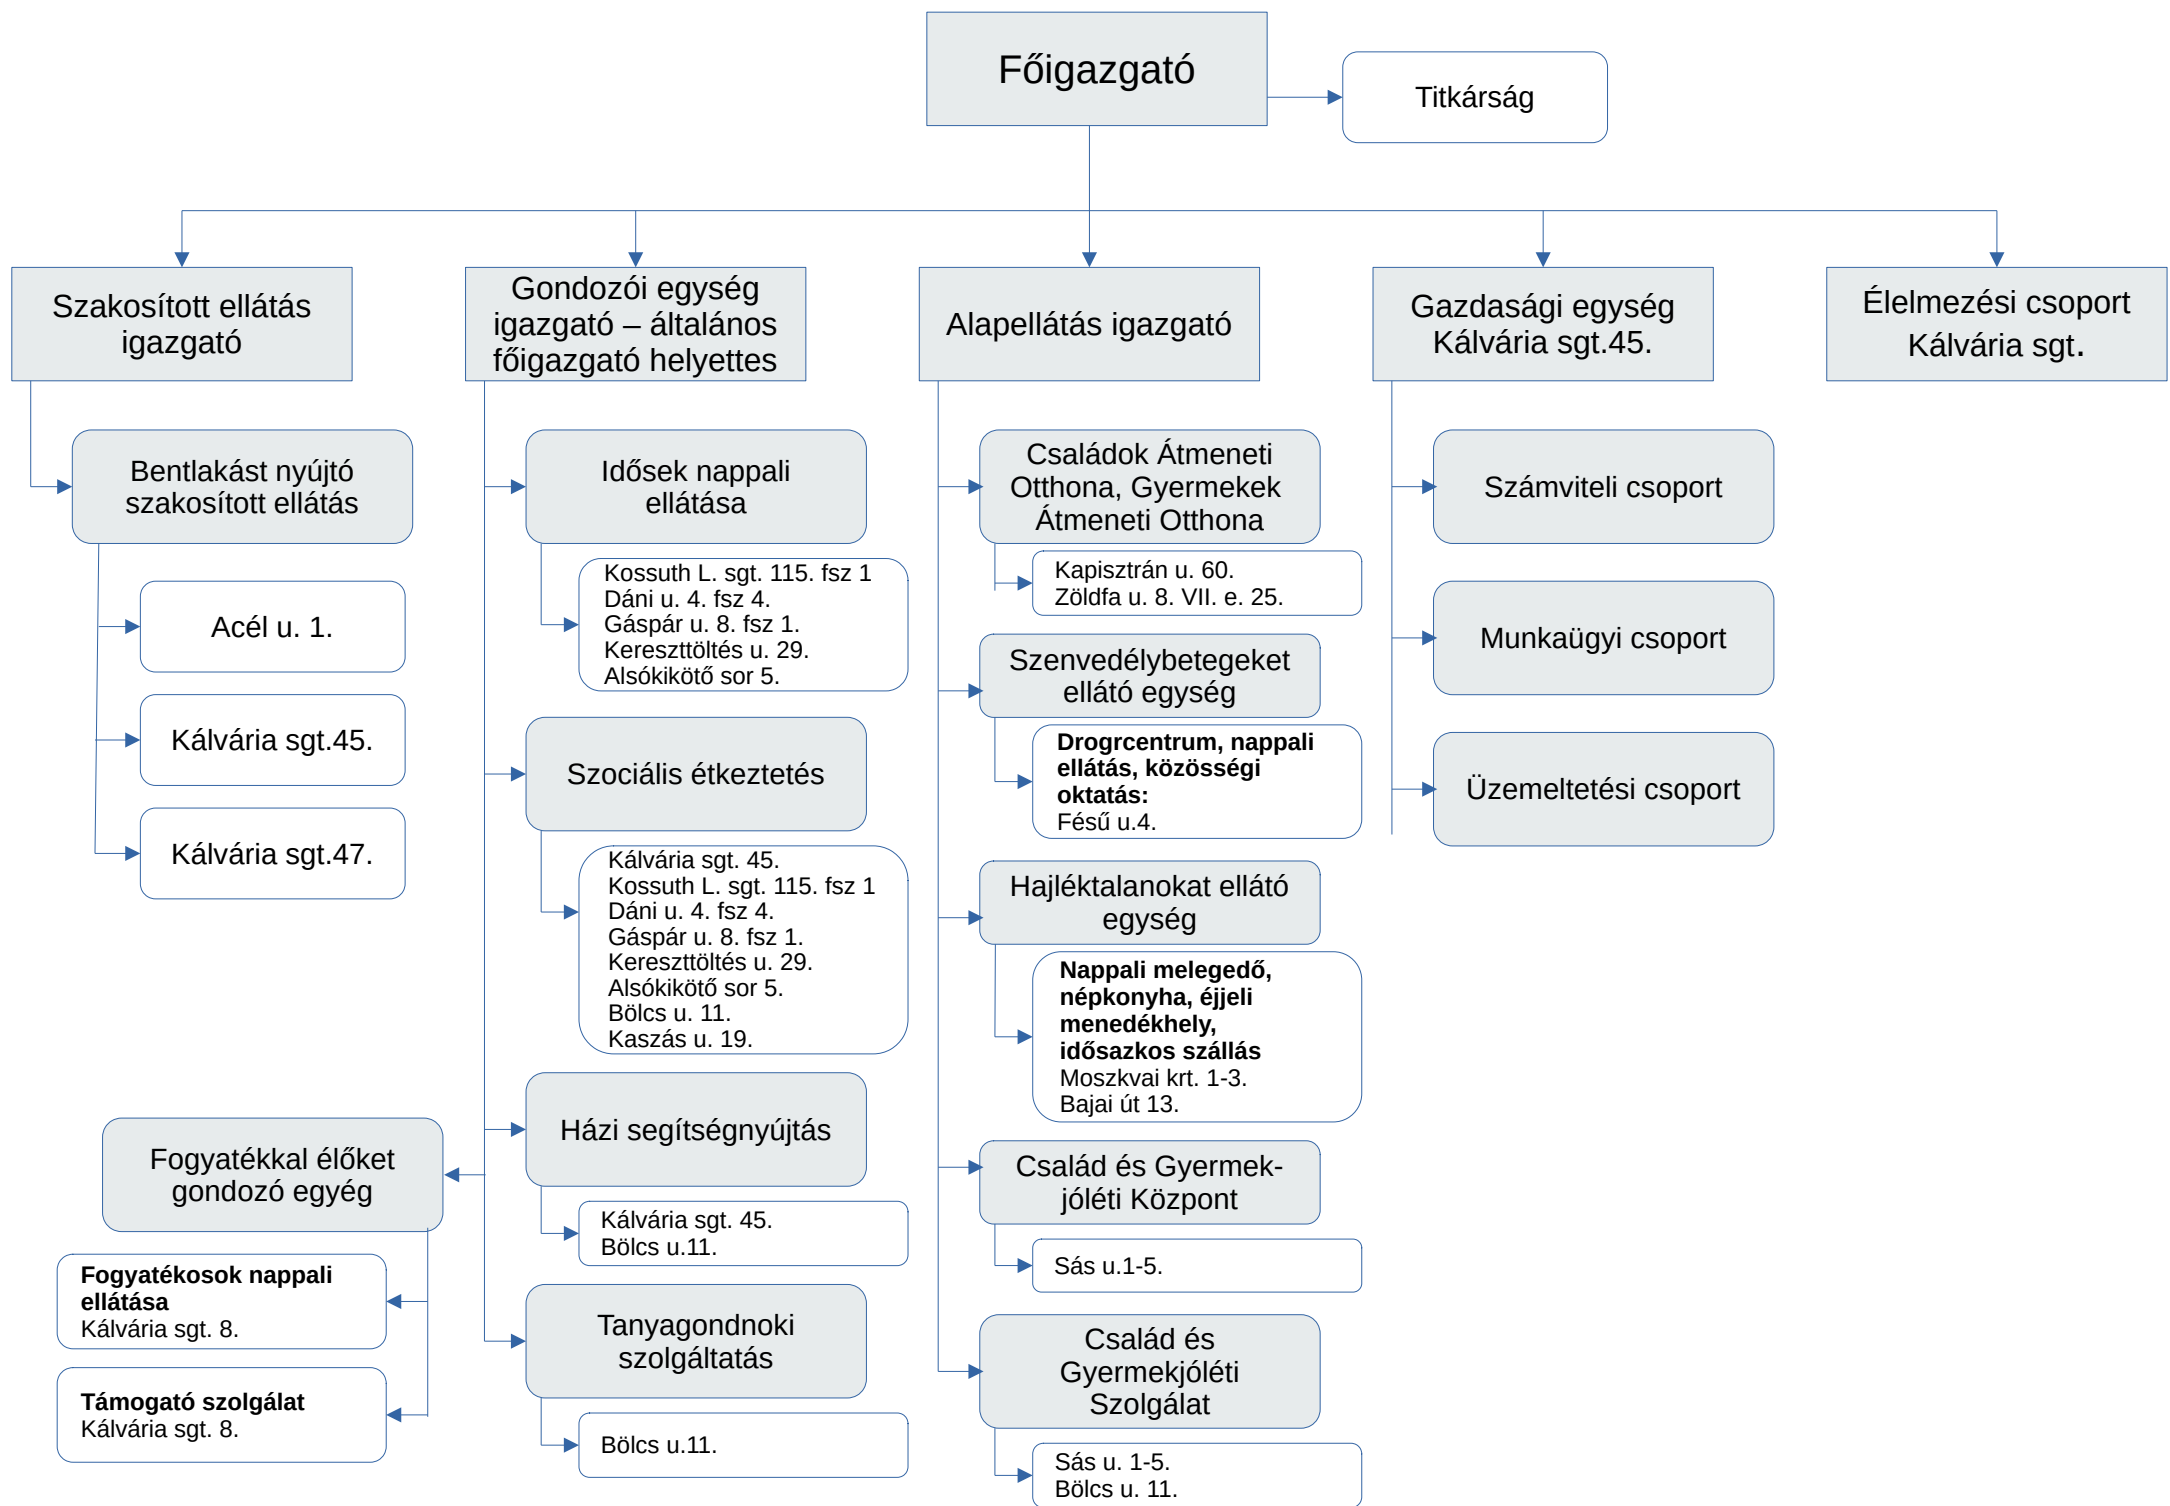 Főigazgató
Titkárság
Szakosított ellátás
igazgató
Gondozói egység
igazgató – általános
főigazgató helyettes
Alapellátás igazgató
Gazdasági egység
Kálvária sgt.45.
Élelmezési csoport
Kálvária sgt.
Bentlakást nyújtó
szakosított ellátás
Acél u. 1.
Kálvária sgt.45.
Kálvária sgt.47.
Fogyatékkal élőket
gondozó egyég
Fogyatékosok nappali
ellátása
Kálvária sgt. 8.
Támogató szolgálat
Kálvária sgt. 8.
Idősek nappali
ellátása
Kossuth L. sgt. 115. fsz 1
Dáni u. 4. fsz 4.
Gáspár u. 8. fsz 1.
Kereszttöltés u. 29.
Alsókikötő sor 5.
Szociális étkeztetés
Kálvária sgt. 45.
Kossuth L. sgt. 115. fsz 1
Dáni u. 4. fsz 4.
Gáspár u. 8. fsz 1.
Kereszttöltés u. 29.
Alsókikötő sor 5.
Bölcs u. 11.
Kaszás u. 19.
Házi segítségnyújtás
Kálvária sgt. 45.
Bölcs u.11.
Tanyagondnoki
szolgáltatás
Bölcs u.11.
Családok Átmeneti
Otthona, Gyermekek
Átmeneti Otthona
Kapisztrán u. 60.
Zöldfa u. 8. VII. e. 25.
Szenvedélybetegeket
ellátó egység
Drogrcentrum, nappali
ellátás, közösségi
oktatás:
Fésű u.4.
Hajléktalanokat ellátó
egység
Nappali melegedő,
népkonyha, éjjeli
menedékhely,
idősazkos szállás
Moszkvai krt. 1-3.
Bajai út 13.
Család és Gyermek-
jóléti Központ
Sás u.1-5.
Család és
Gyermekjóléti
Szolgálat
Sás u. 1-5.
Bölcs u. 11.
Számviteli csoport
Munkaügyi csoport
Üzemeltetési csoport